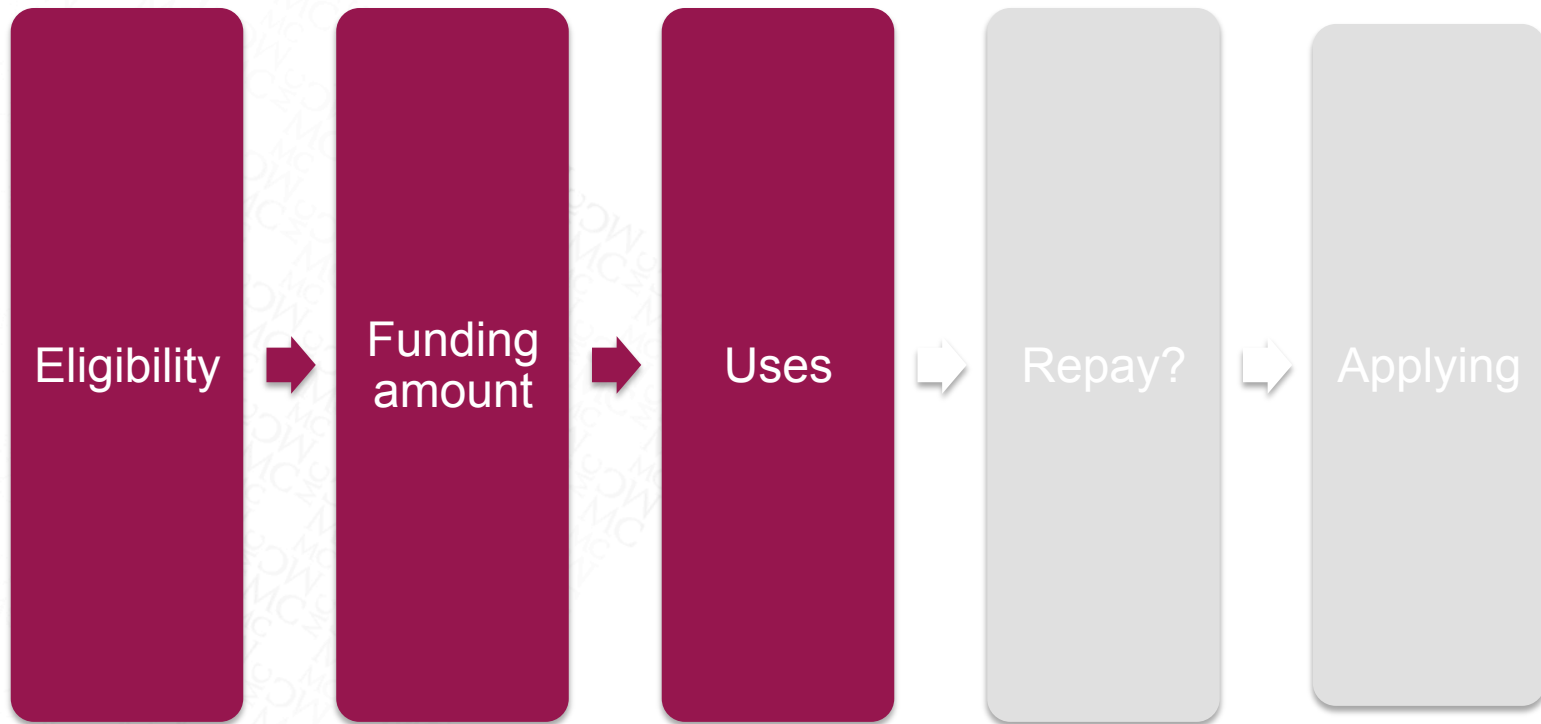 Eligibility
Funding
amount
Uses
Repay?
Applying